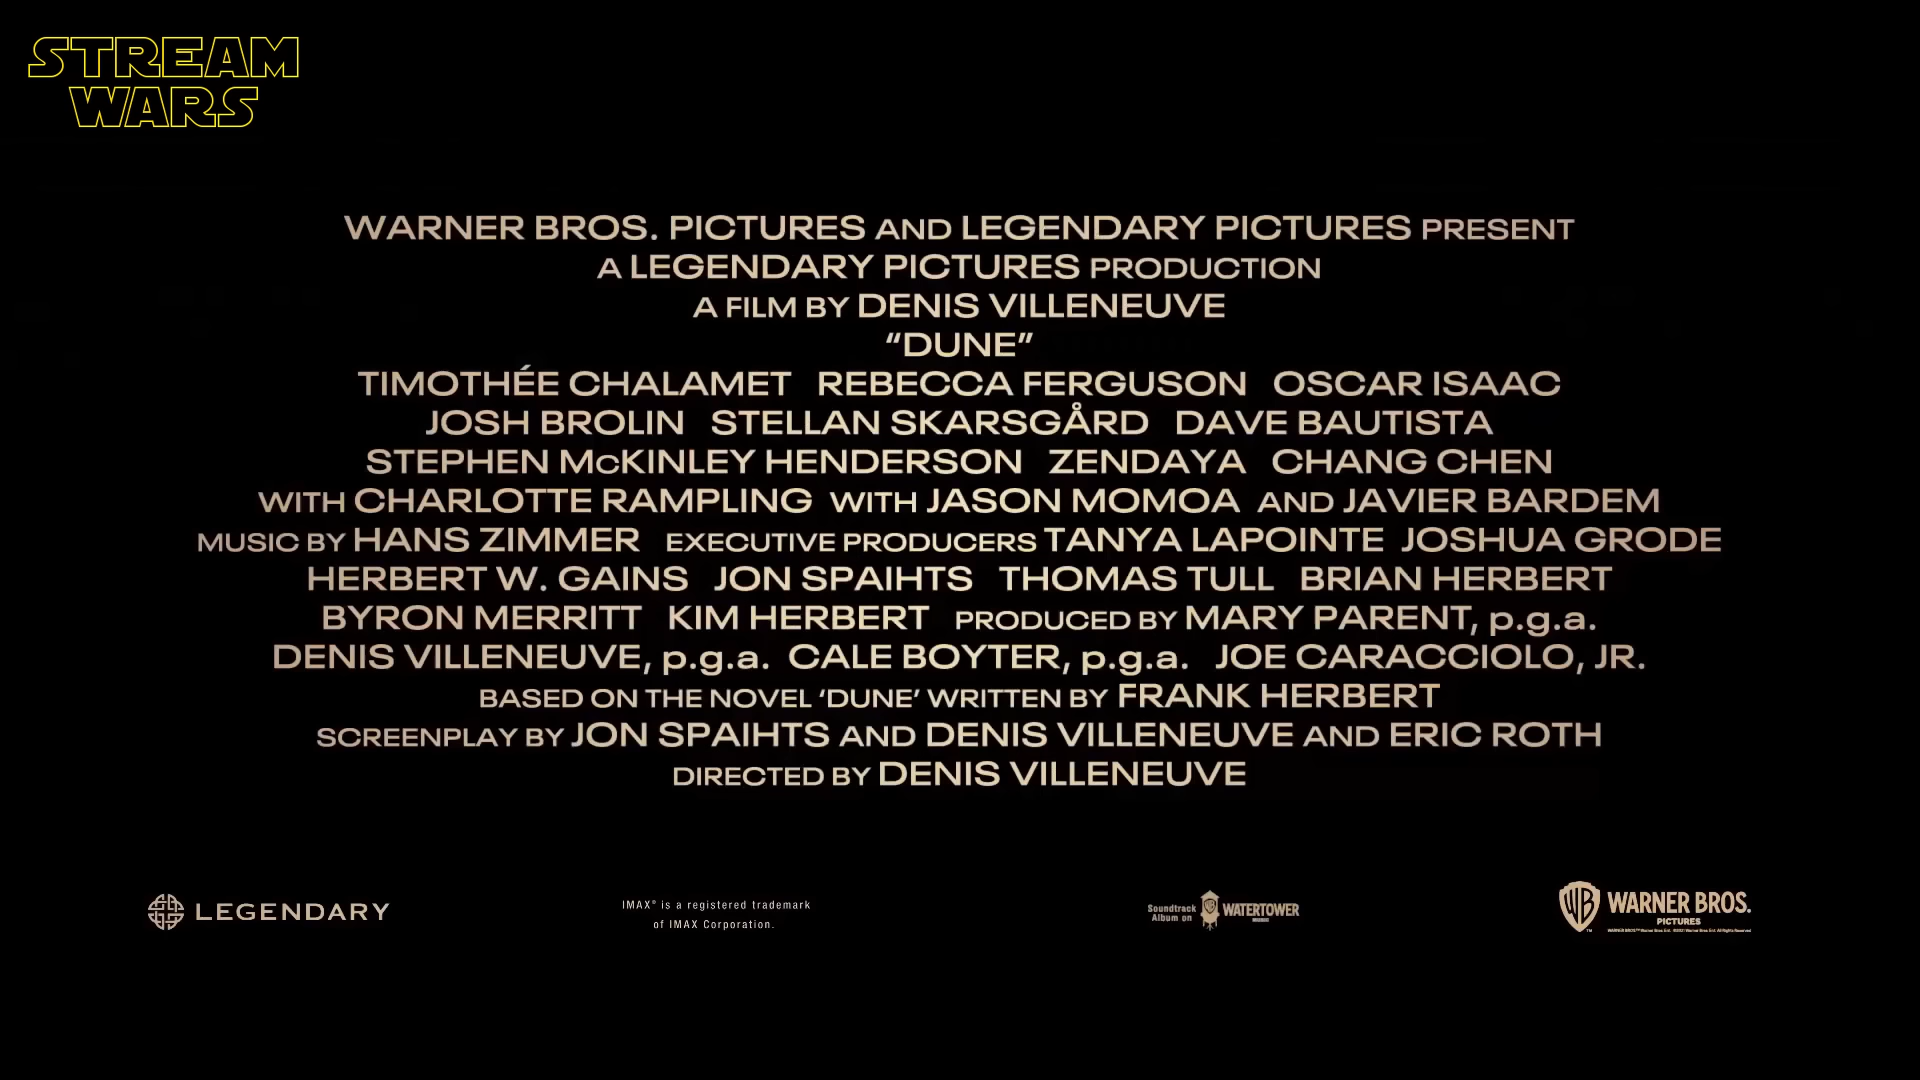 STREAM
WARS
WARNER BROS. PICTURES AND LEGENDARY PICTURES PRESENT
A LEGENDARY PICTURES PRODUCTION
A FILM BY DENIS VILLENEUVE
“DUNE”
TIMOTHÉE CHALAMET REBECCA FERGUSON OSCAR ISAAC
JOSH BROLIN STELLAN SKARSGÅRD DAVE BAUTISTA
STEPHEN McKINLEY HENDERSON ZENDAYA CHANG CHEN
WITH CHARLOTTE RAMPLING WITH JASON MOMOA AND JAVIER BARDEM
MUSIC BY HANS ZIMMER EXECUTIVE PRODUCERS TANYA LAPOINTE JOSHUA GRODE
HERBERT W. GAINS JON SPAIHTS THOMAS TULL BRIAN HERBERT
BYRON MERRITT KIM HERBERT PRODUCED BY MARY PARENT, p.g.a.
DENIS VILLENEUVE, p.g.a. CALE BOYTER, p.g.a. JOE CARACCIOLO, JR.
BASED ON THE NOVEL ‘DUNE’ WRITTEN BY FRANK HERBERT
SCREENPLAY BY JON SPAIHTS AND DENIS VILLENEUVE AND ERIC ROTH
DIRECTED BY DENIS VILLENEUVE
LEGENDARY
IMAX® is a registered trademark
of IMAX Corporation.
Soundtrack
Album on
WATERTOWER
WB
WARNER BROS.
PICTURES